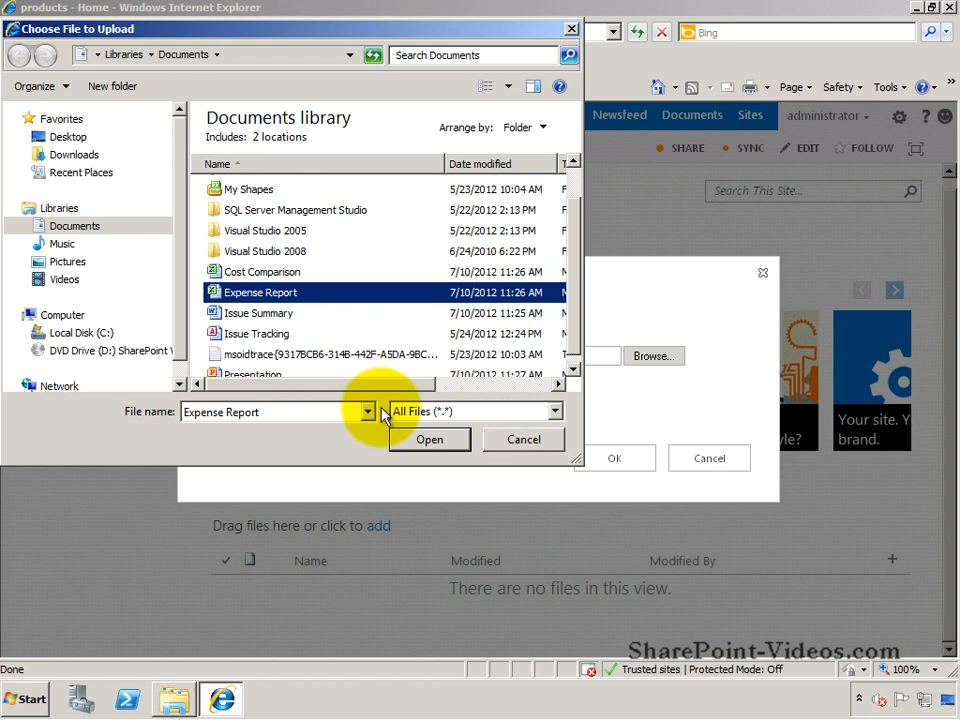 products - Home - Windows Internet Explorer
Choose File to Upload
Libraries Documents
Search Documents
Bing
Organize
New folder
Page
Safety
Tools
Favorites
Desktop
Downloads
Recent Places
Libraries
Documents
Music
Pictures
Videos
Computer
Local Disk (C:)
DVD Drive (D:) SharePoint
Network
Documents library
Includes: 2 locations
Arrange by: Folder
Name
Date modified
My Shapes 5/23/2012 10:04 AM F
SQL Server Management Studio 5/22/2012 2:13 PM F
Visual Studio 2005 5/22/2012 2:13 PM F
Visual Studio 2008 6/24/2010 6:22 PM F
Cost Comparison 7/10/2012 11:26 AM M
Expense Report 7/10/2012 11:26 AM M
Issue Summary 7/10/2012 11:25 AM M
Issue Tracking 5/24/2012 12:24 PM M
msoidtrace{9317BCB6-314B-442F-A5DA-9BC... 5/23/2012 10:03 AM T
Presentation 7/10/2012 11:27 AM M
File name: Expense Report
All Files (*.*)
Open
Cancel
Newsfeed
Documents
Sites
administrator
SHARE
SYNC
EDIT
FOLLOW
Search This Site...
Browse...
yle?
Your site. Y
brand.
OK
Cancel
Drag files here or click to add
Name
Modified
Modified By
There are no files in this view.
SharePoint-Videos.com
Done
Trusted sites | Protected Mode: Off
100%
Start